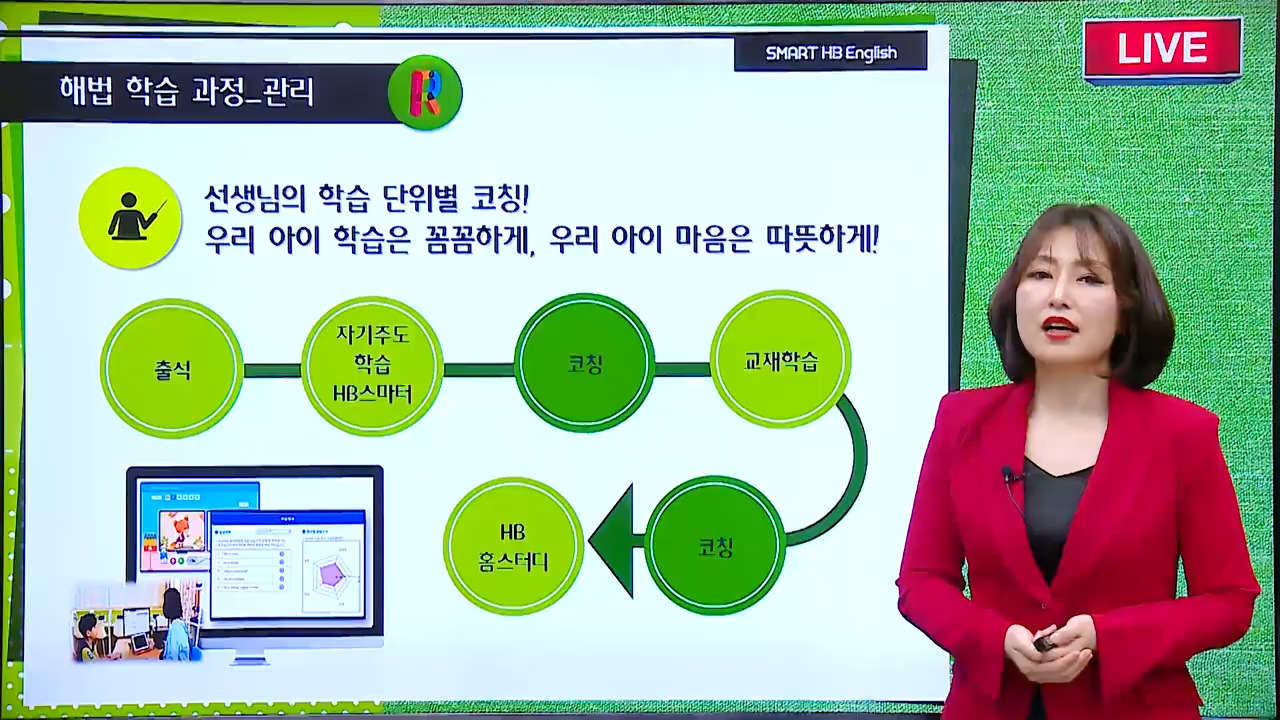 SMART HB English
LIVE
해법 학습 과정_관리
선생님의 학습 단위별 코칭!
우리 아이 학습은 꼼꼼하게, 우리 아이 마음은 따뜻하게!
출석
자기주도
학습
HB스마터
코칭
교재학습
HB
홈스터디
코칭